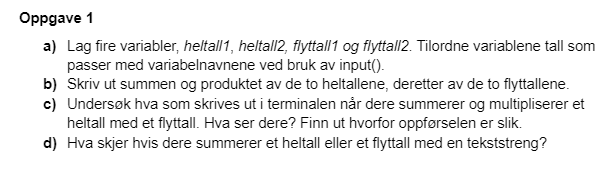 Oppgave 1
a) Lag fire variabler, heltall1, heltall2, flyttall1 og flyttall2. Tilordne variablene tall som
passer med variabelnavnene ved bruk av input().
b) Skriv ut summen og produktet av de to heltallene, deretter av de to flyttallene.
c) Undersøk hva som skrives ut i terminalen når dere summerer og multipliserer et
heltall med et flyttall. Hva ser dere? Finn ut hvorfor oppførselen er slik.
d) Hva skjer hvis dere summerer et heltall eller et flyttall med en tekststreng?